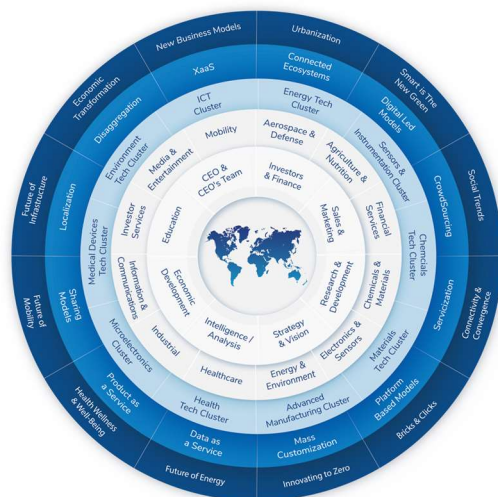 New Business Models
Urbanization
Smart is The
New Green
Social Trends
Connectivity &
Convergence
Bricks & Clicks
Innovating to Zero
Future of Energy
Health Wellness
& Well-Being
Future of
Mobility
Future of
Infrastructure
Economic
Transformation
XaaS
Connected
Ecosystems
Digital Led
Models
CrowdSourcing
Servicization
Platform
Based Models
Mass
Customization
Data as
a Service
Product as
a Service
Sharing
Models
Localization
Disaggregation
ICT
Cluster
Energy Tech
Cluster
Sensors &
Instrumentation Cluster
Chemcials
Tech Cluster
Materials
Tech Cluster
Advanced
Manufacturing Cluster
Health
Tech Cluster
Microelectronics
Cluster
Medical Devices
Tech Cluster
Environment
Tech Cluster
Mobility
Aerospace &
Defense
Agriculture &
Nutrition
Financial
Services
Chemicals &
Materials
Electronics &
Sensors
Energy &
Environment
Healthcare
Industrial
Information &
Communications
Investor
Services
Media &
Entertainment
CEO &
CEO's Team
Investors
& Finance
Sales &
Marketing
Research &
Development
Strategy
& Vision
Intelligence /
Analysis
Economic
Development
Education